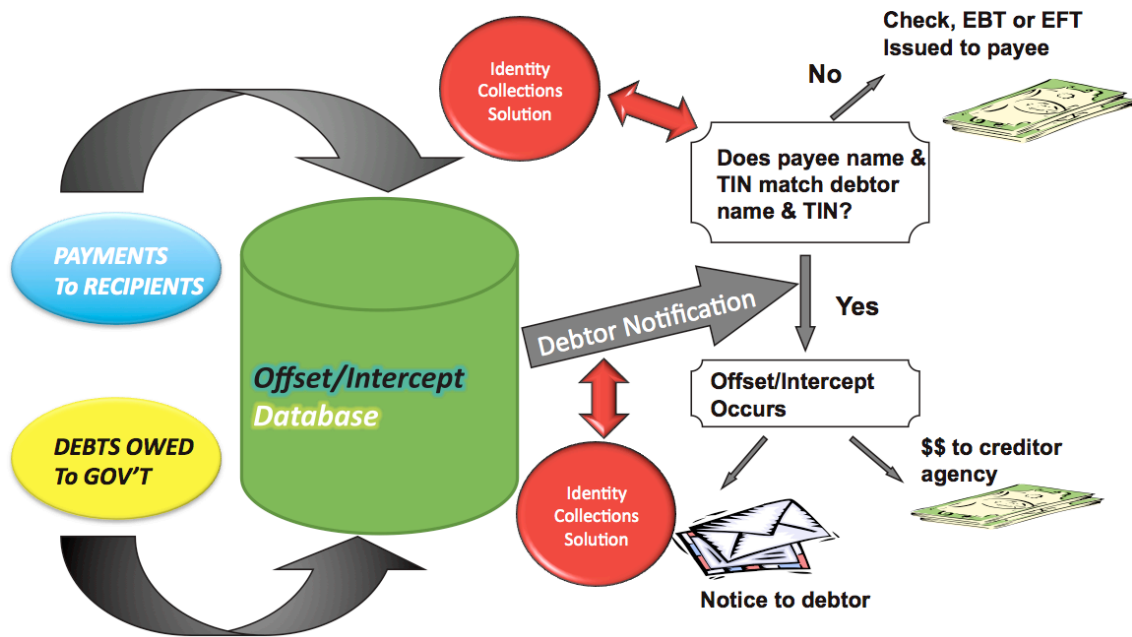 Check, EBT or EFT
Issued to payee
No
Identity
Collections
Solution
Does payee name &
TIN match debtor
name & TIN?
PAYMENTS
To RECIPIENTS
Debtor Notification
Yes
Offset/Intercept
Database
Offset/Intercept
Occurs
DEBTS OWED
To GOV’T
$$ to creditor
agency
Identity
Collections
Solution
Notice to debtor